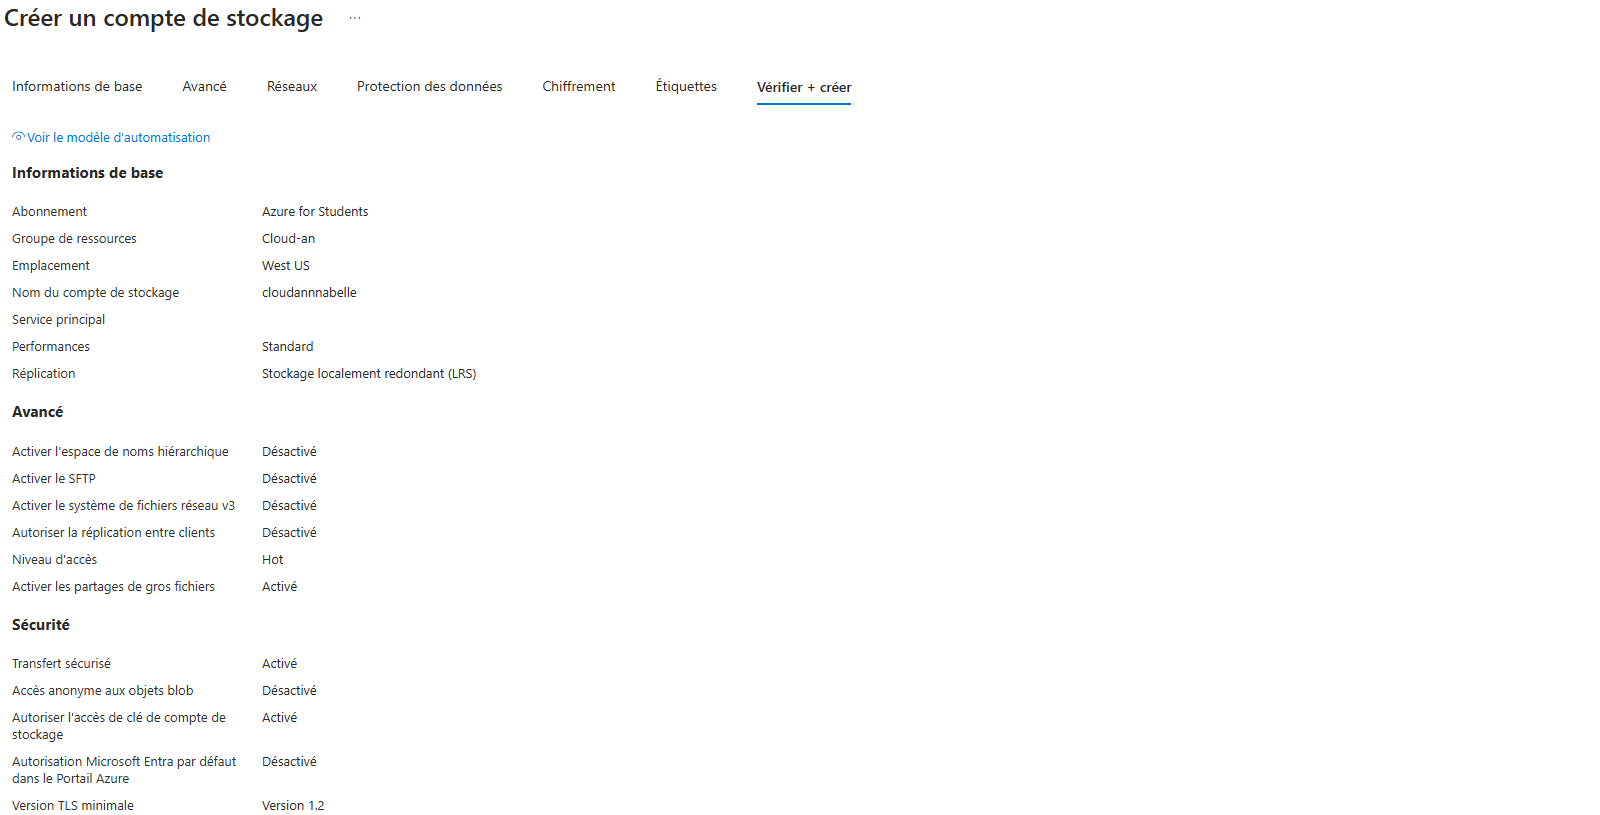 Créer un compte de stockage ...
Informations de base Avancé Réseaux Protection des données Chiffrement Étiquettes Vérifier + créer
Voir le modèle d'automatisation
Informations de base
Abonnement Azure for Students
Groupe de ressources Cloud-an
Emplacement West US
Nom du compte de stockage cloudannnabelle
Service principal
Performances Standard
Réplication Stockage localement redondant (LRS)
Avancé
Activer l'espace de noms hiérarchique Désactivé
Activer le SFTP Désactivé
Activer le système de fichiers réseau v3 Désactivé
Autoriser la réplication entre clients Désactivé
Niveau d'accès Hot
Activer les partages de gros fichiers Activé
Sécurité
Transfert sécurisé Activé
Accès anonyme aux objets blob Désactivé
Autoriser l'accès de clé de compte de Activé
stockage
Autorisation Microsoft Entra par défaut Désactivé
dans le Portail Azure
Version TLS minimale Version 1.2